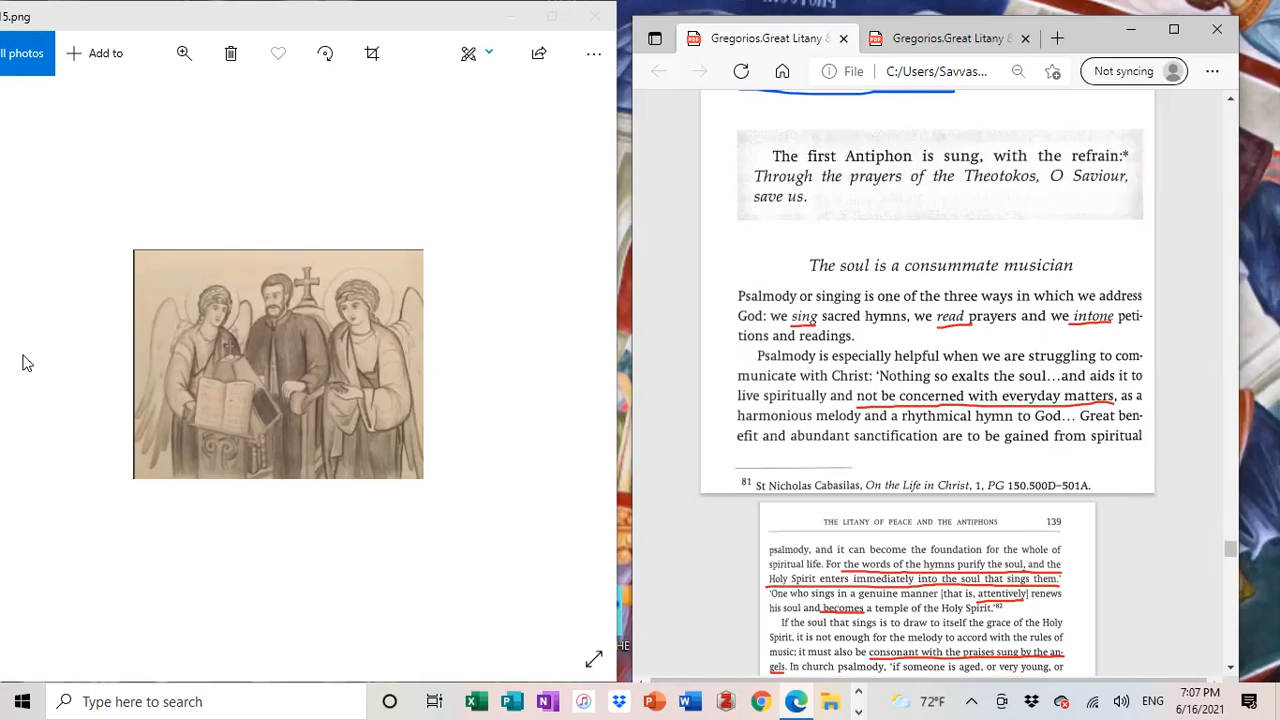 15.png
ll photos
Add to
Gregorios.Great Litany &
Gregorios.Great Litany &
File
C:/Users/Savvas...
Not syncing
The first Antiphon is sung, with the refrain:*
Through the prayers of the Theotokos, O Saviour,
save us.
The soul is a consummate musician
Psalmody or singing is one of the three ways in which we address
God: we sing sacred hymns, we read prayers and we intone peti-
tions and readings.
Psalmody is especially helpful when we are struggling to com-
municate with Christ: ‘Nothing so exalts the soul…and aids it to
live spiritually and not be concerned with everyday matters, as a
harmonious melody and a rhythmical hymn to God… Great ben-
efit and abundant sanctification are to be gained from spiritual
81 St Nicholas Cabasilas, On the Life in Christ, 1, PG 150.500D–501A.
THE LITANY OF PEACE AND THE ANTIPHONS 139
psalmody, and it can become the foundation for the whole of
spiritual life. For the words of the hymns purify the soul, and the
Holy Spirit enters immediately into the soul that sings them.’
‘One who sings in a genuine manner [that is, attentively] renews
his soul and becomes a temple of the Holy Spirit.’82
If the soul that sings is to draw to itself the grace of the Holy
Spirit, it is not enough for the melody to accord with the rules of
music; it must also be consonant with the praises sung by the an-
gels. In church psalmody, ‘if someone is aged, or very young, or
HE
Type here to search
72°F
ENG
7:07 PM
6/16/2021